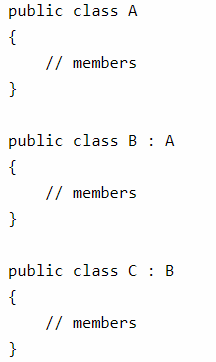 public class A
{
    // members
}

public class B : A
{
    // members
}

public class C : B
{
    // members
}